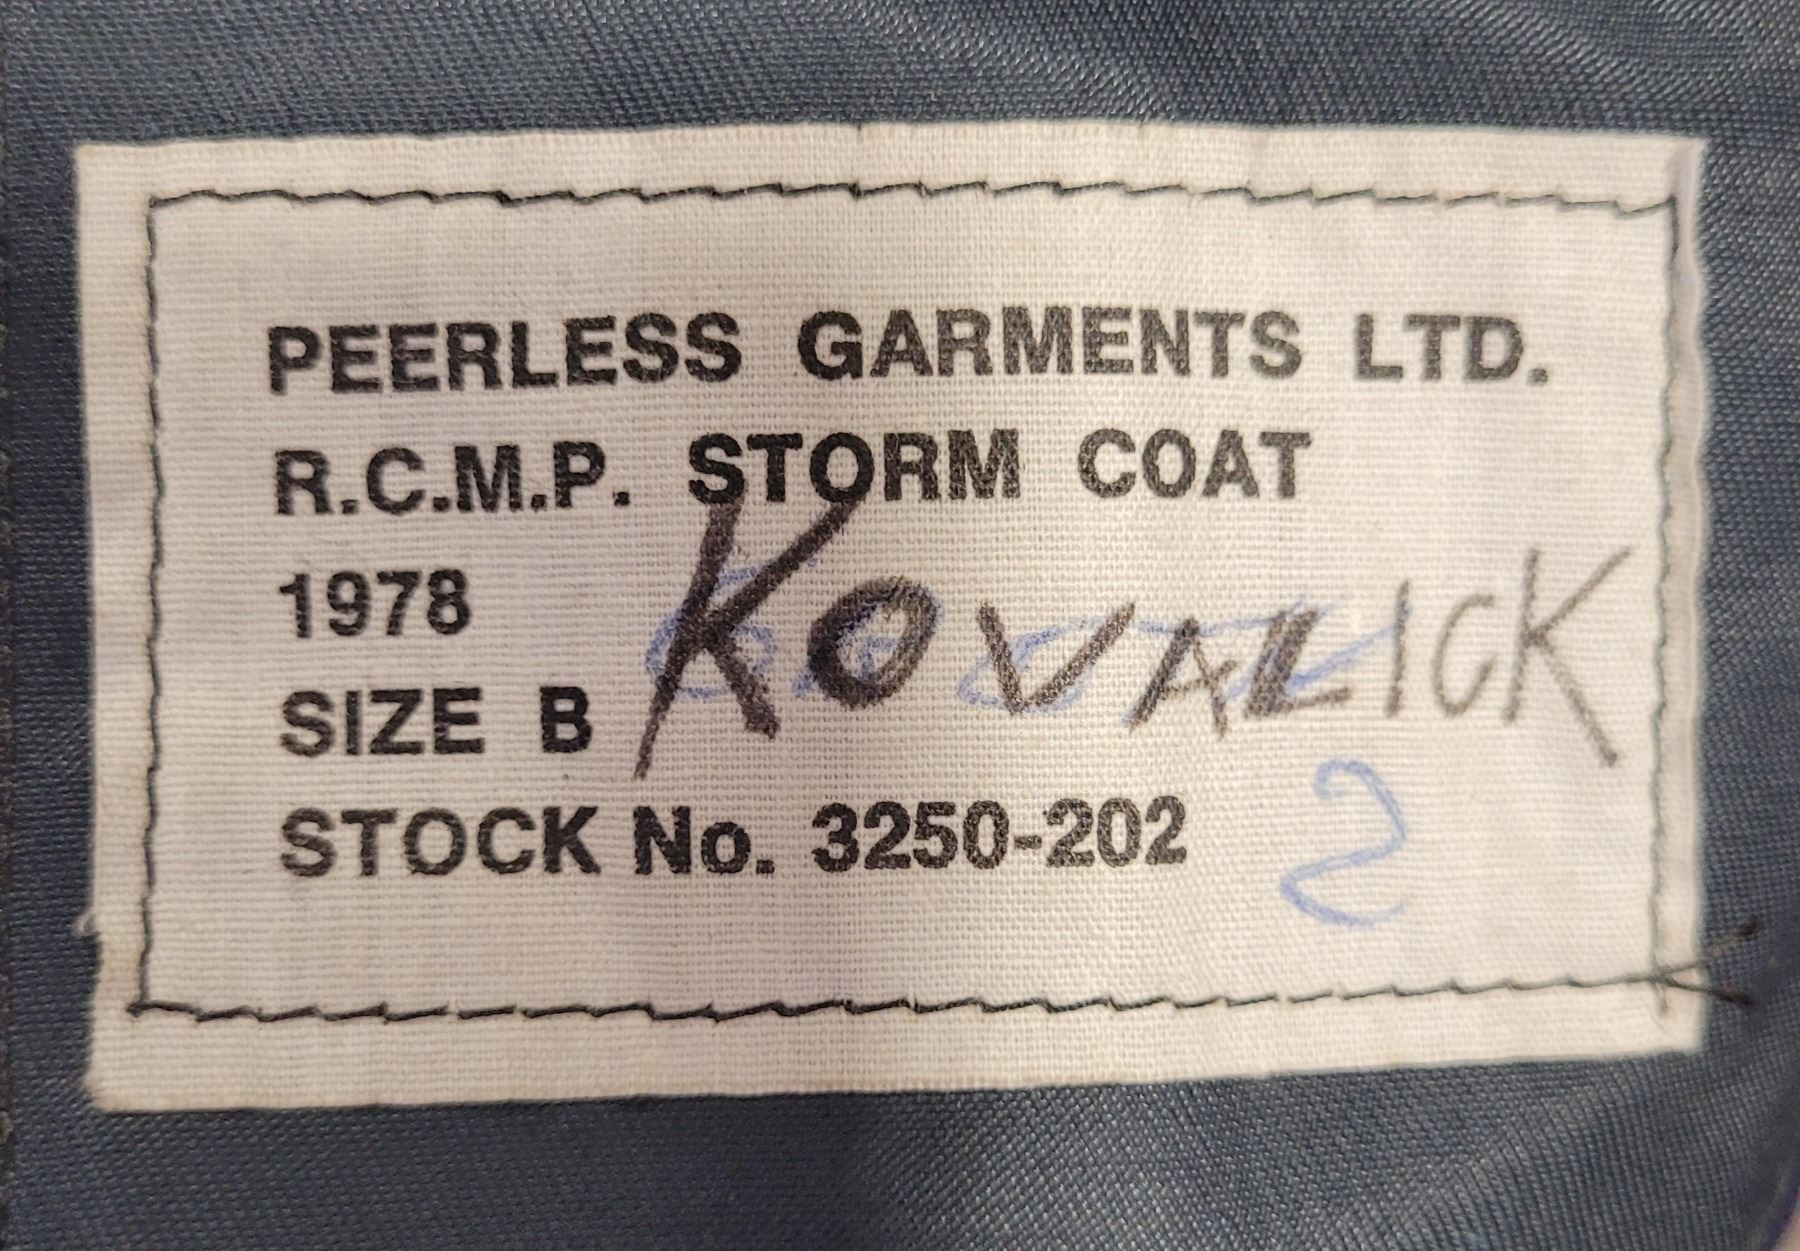 PEERLESS GARMENTS LTD.
R.C.M.P. STORM COAT
1978
KOVALICK
SIZE B
STOCK No. 3250-202
2